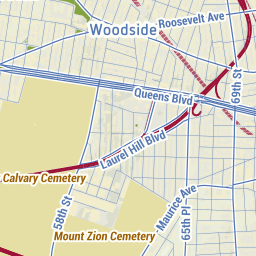 Woodside
Roosevelt Ave
69th St
Queens Blvd
Laurel Hill Blvd
Calvary Cemetery
58th St
Maurice Ave
65th Pl
Mount Zion Cemetery